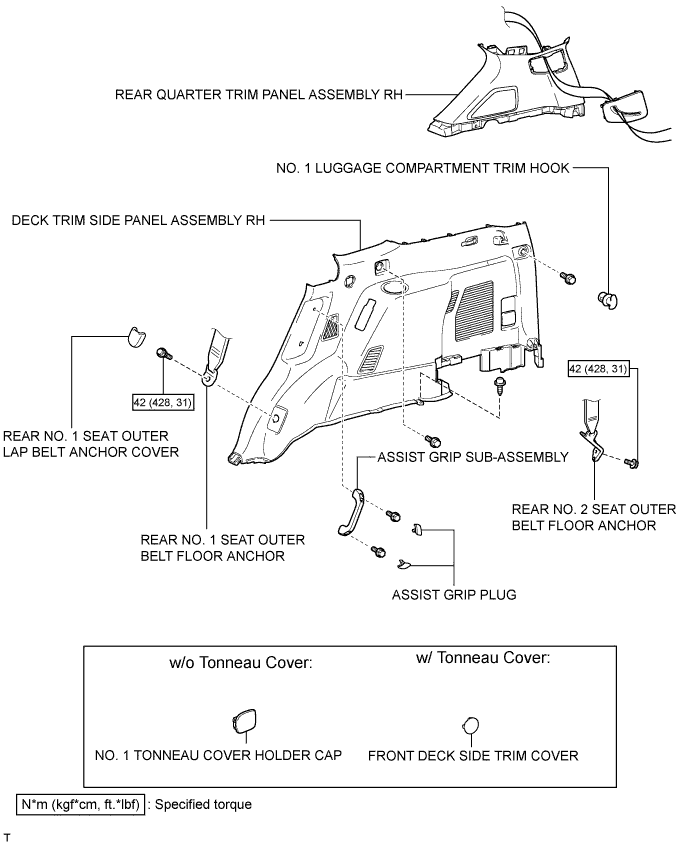 REAR QUARTER TRIM PANEL ASSEMBLY RH
NO. 1 LUGGAGE COMPARTMENT TRIM HOOK
DECK TRIM SIDE PANEL ASSEMBLY RH
42 (428, 31)
42 (428, 31)
REAR NO. 1 SEAT OUTER
LAP BELT ANCHOR COVER
ASSIST GRIP SUB-ASSEMBLY
REAR NO. 2 SEAT OUTER
BELT FLOOR ANCHOR
REAR NO. 1 SEAT OUTER
BELT FLOOR ANCHOR
ASSIST GRIP PLUG
w/o Tonneau Cover:
w/ Tonneau Cover:
NO. 1 TONNEAU COVER HOLDER CAP
FRONT DECK SIDE TRIM COVER
N*m (kgf*cm, ft.*lbf) : Specified torque
T